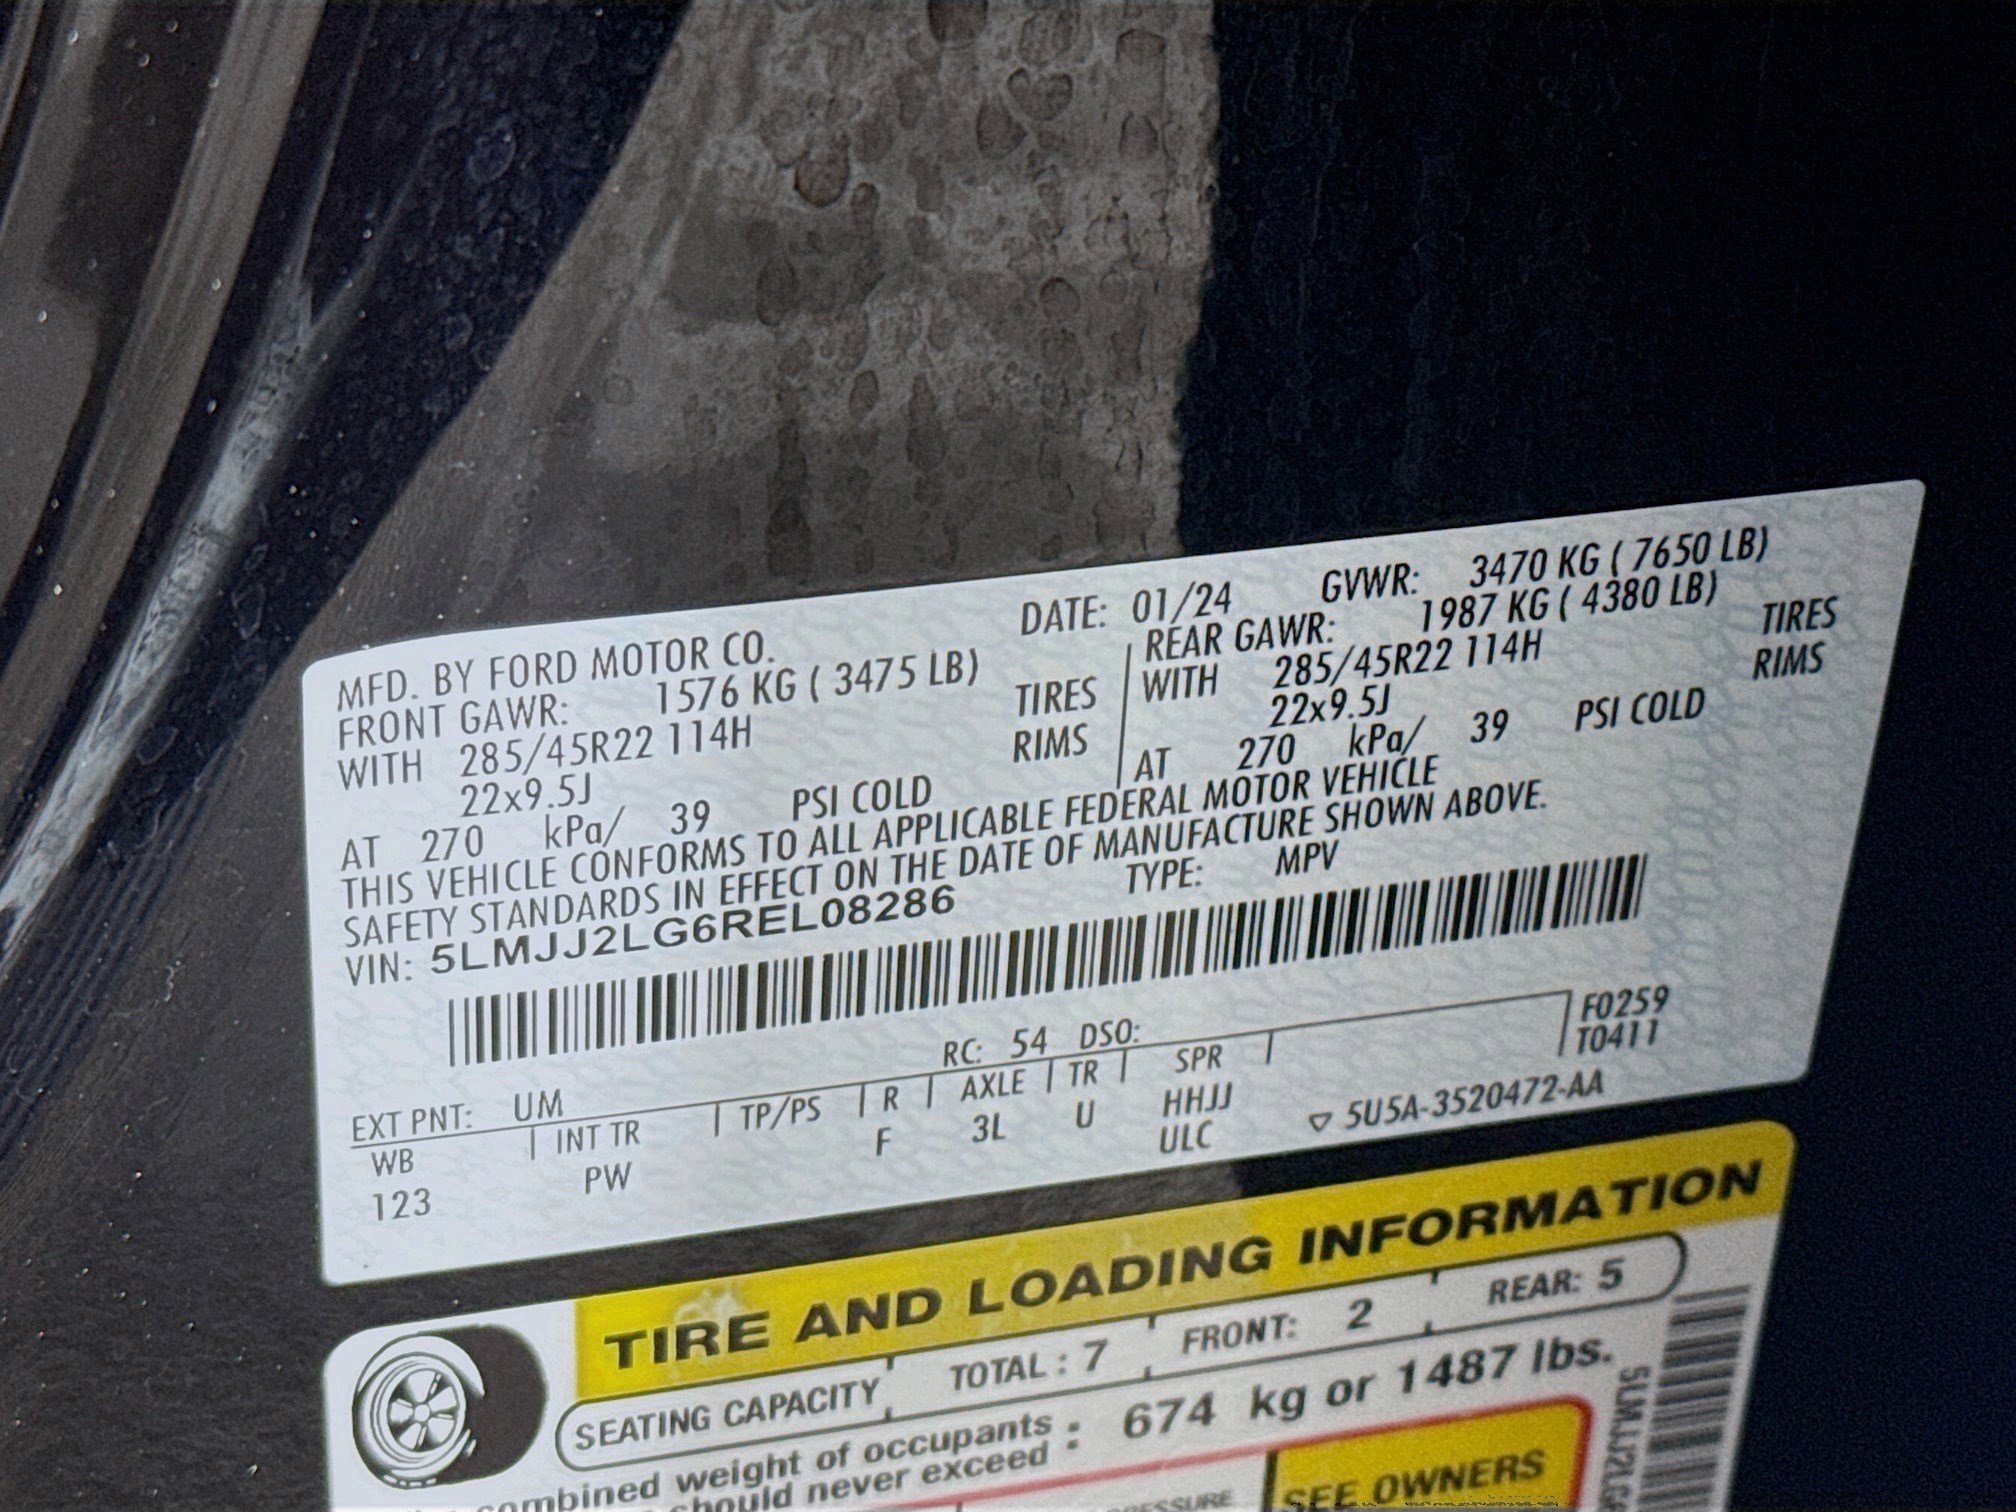 MFD. BY FORD MOTOR CO. DATE: 01/24 GVWR: 3470 KG ( 7650 LB)
FRONT GAWR: 1576 KG ( 3475 LB) REAR GAWR: 1987 KG ( 4380 LB)
WITH 285/45R22 114H TIRES WITH 285/45R22 114H TIRES
22x9.5J RIMS 22x9.5J RIMS
AT 270 kPa/ 39 PSI COLD AT 270 kPa/ 39 PSI COLD
THIS VEHICLE CONFORMS TO ALL APPLICABLE FEDERAL MOTOR VEHICLE
SAFETY STANDARDS IN EFFECT ON THE DATE OF MANUFACTURE SHOWN ABOVE.
VIN: 5LMJJ2LG6REL08286 TYPE: MPV
F0259
T0411
EXT PNT: UM RC: 54 DSO:
WB INT TR TP/PS R AXLE TR SPR
123 PW F 3L U HHJJ
ULC
5U5A-3520472-AA
TIRE AND LOADING INFORMATION
SEATING CAPACITY TOTAL : 7 FRONT: 2 REAR: 5
combined weight of occupants : 674 kg or 1487 lbs.
should never exceed :
SEE OWNERS